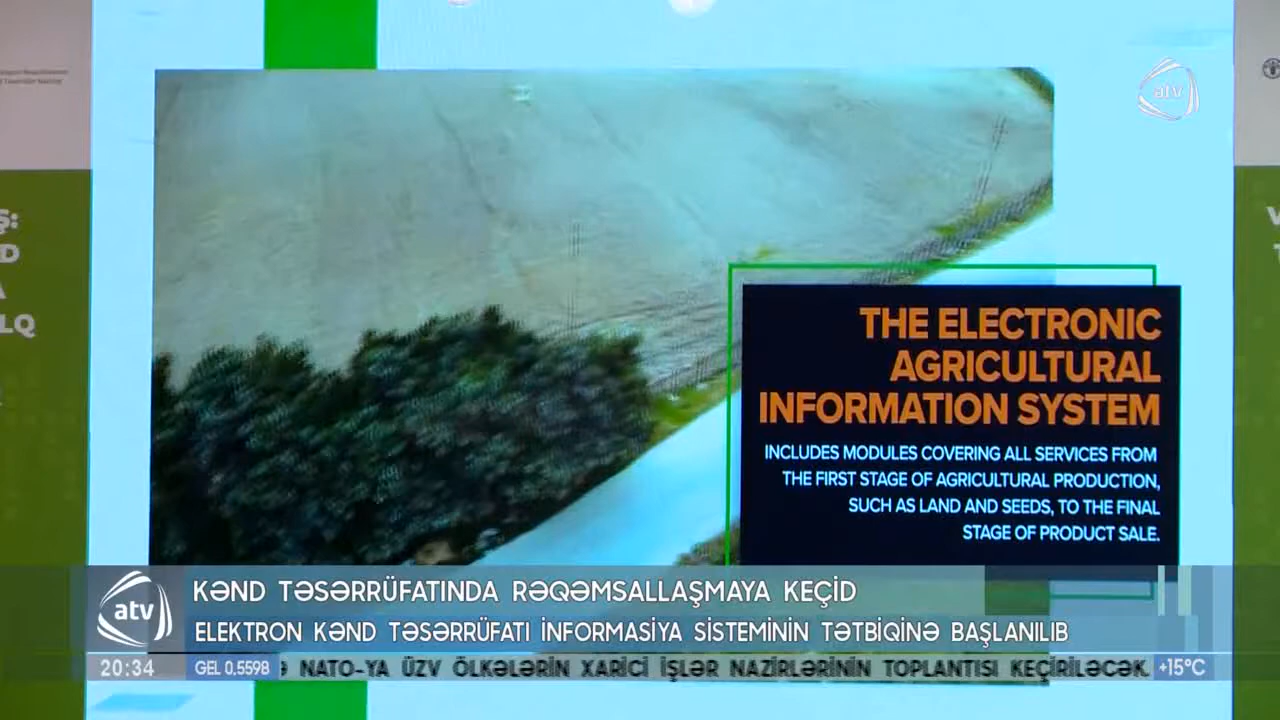 atv
Ş:
D
A
LQ
THE ELECTRONIC
AGRICULTURAL
INFORMATION SYSTEM
INCLUDES MODULES COVERING ALL SERVICES FROM
THE FIRST STAGE OF AGRICULTURAL PRODUCTION,
SUCH AS LAND AND SEEDS, TO THE FINAL
STAGE OF PRODUCT SALE.
atv
KƏND TƏSƏRRÜFATINDA RƏQƏMSALLAŞMAYA KEÇİD
ELEKTRON KƏND TƏSƏRRÜFATI İNFORMASİYA SİSTEMİNİN TƏTBİQİNƏ BAŞLANILIB
20:34 GEL 0.5598 NATO-YA ÜZV ÖLKƏLƏRİN XARİCİ İŞLƏR NAZİRLƏRİNİN TOPLANTISI KEÇİRİLƏCƏK. +15°C